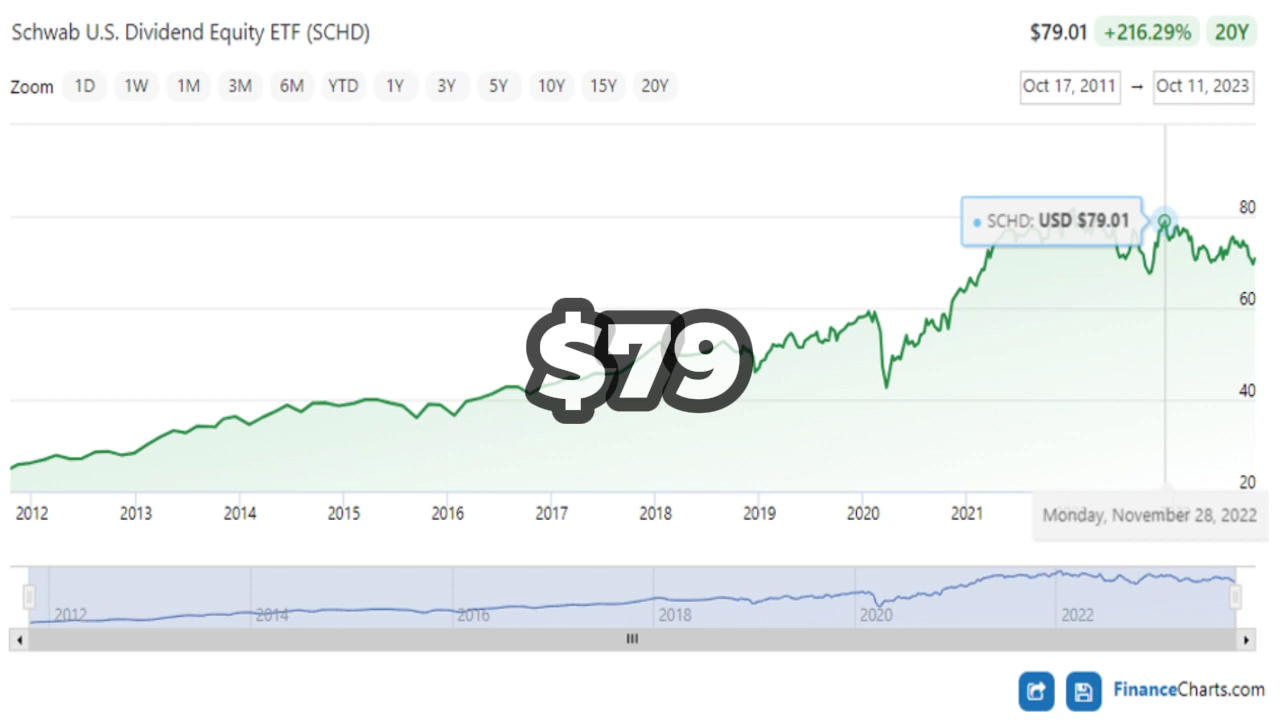 Schwab U.S. Dividend Equity ETF (SCHD)
$79.01 +216.29% 20Y
Zoom 1D 1W 1M 3M 6M YTD 1Y 3Y 5Y 10Y 15Y 20Y
Oct 17, 2011 → Oct 11, 2023
80
SCHD: USD $79.01
60
$79
40
20
2012 2013 2014 2015 2016 2017 2018 2019 2020 2021
Monday, November 28, 2022
2012 2014 2016 2018 2020 2022
FinanceCharts.com